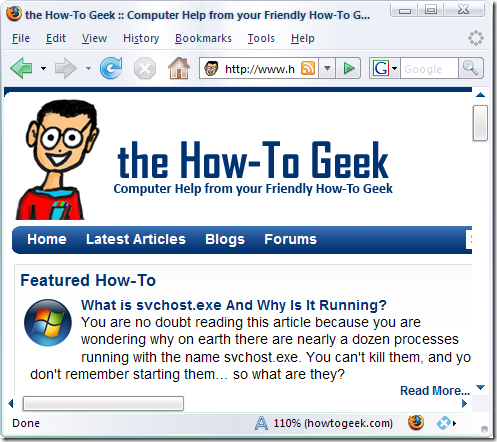 the How-To Geek :: Computer Help from your Friendly How-To G...
File Edit View History Bookmarks Tools Help
http://www.h
G Google
the How-To Geek
Computer Help from your Friendly How-To Geek
Home Latest Articles Blogs Forums
Featured How-To
What is svchost.exe And Why Is It Running?
You are no doubt reading this article because you are
wondering why on earth there are nearly a dozen processes
running with the name svchost.exe. You can't kill them, and yo
don't remember starting them... so what are they?
Read More...
Done
A 110% (howtogeek.com)